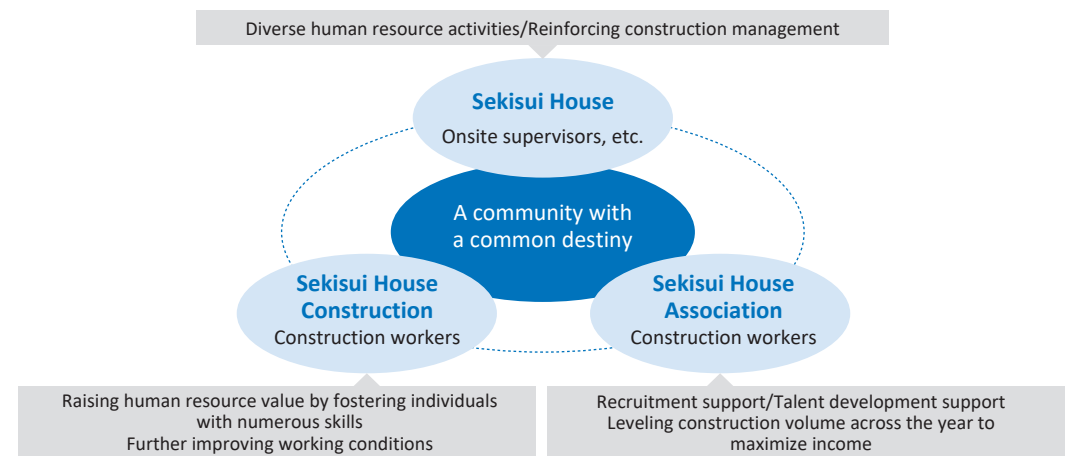 Diverse human resource activities/Reinforcing construction management
Sekisui House
Onsite supervisors, etc.
A community with
a common destiny
Sekisui House
Construction
Construction workers
Sekisui House
Association
Construction workers
Raising human resource value by fostering individuals
with numerous skills
Further improving working conditions
Recruitment support/Talent development support
Leveling construction volume across the year to
maximize income